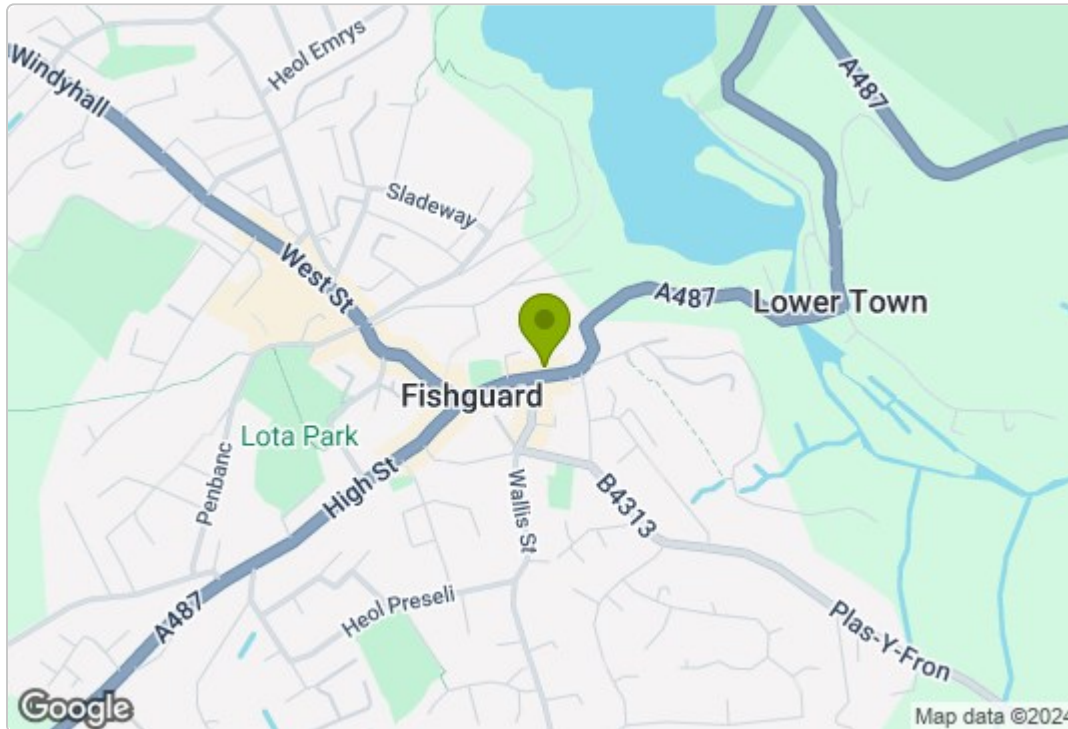 Windyhall
Heol Emrys
A487
Sladeway
West St
A487
Lower Town
Fishguard
Lota Park
Penbanc
High St
Wallis St
B4313
A487
Heol Preseli
Plas-Y-Fron
Google
Map data ©2024